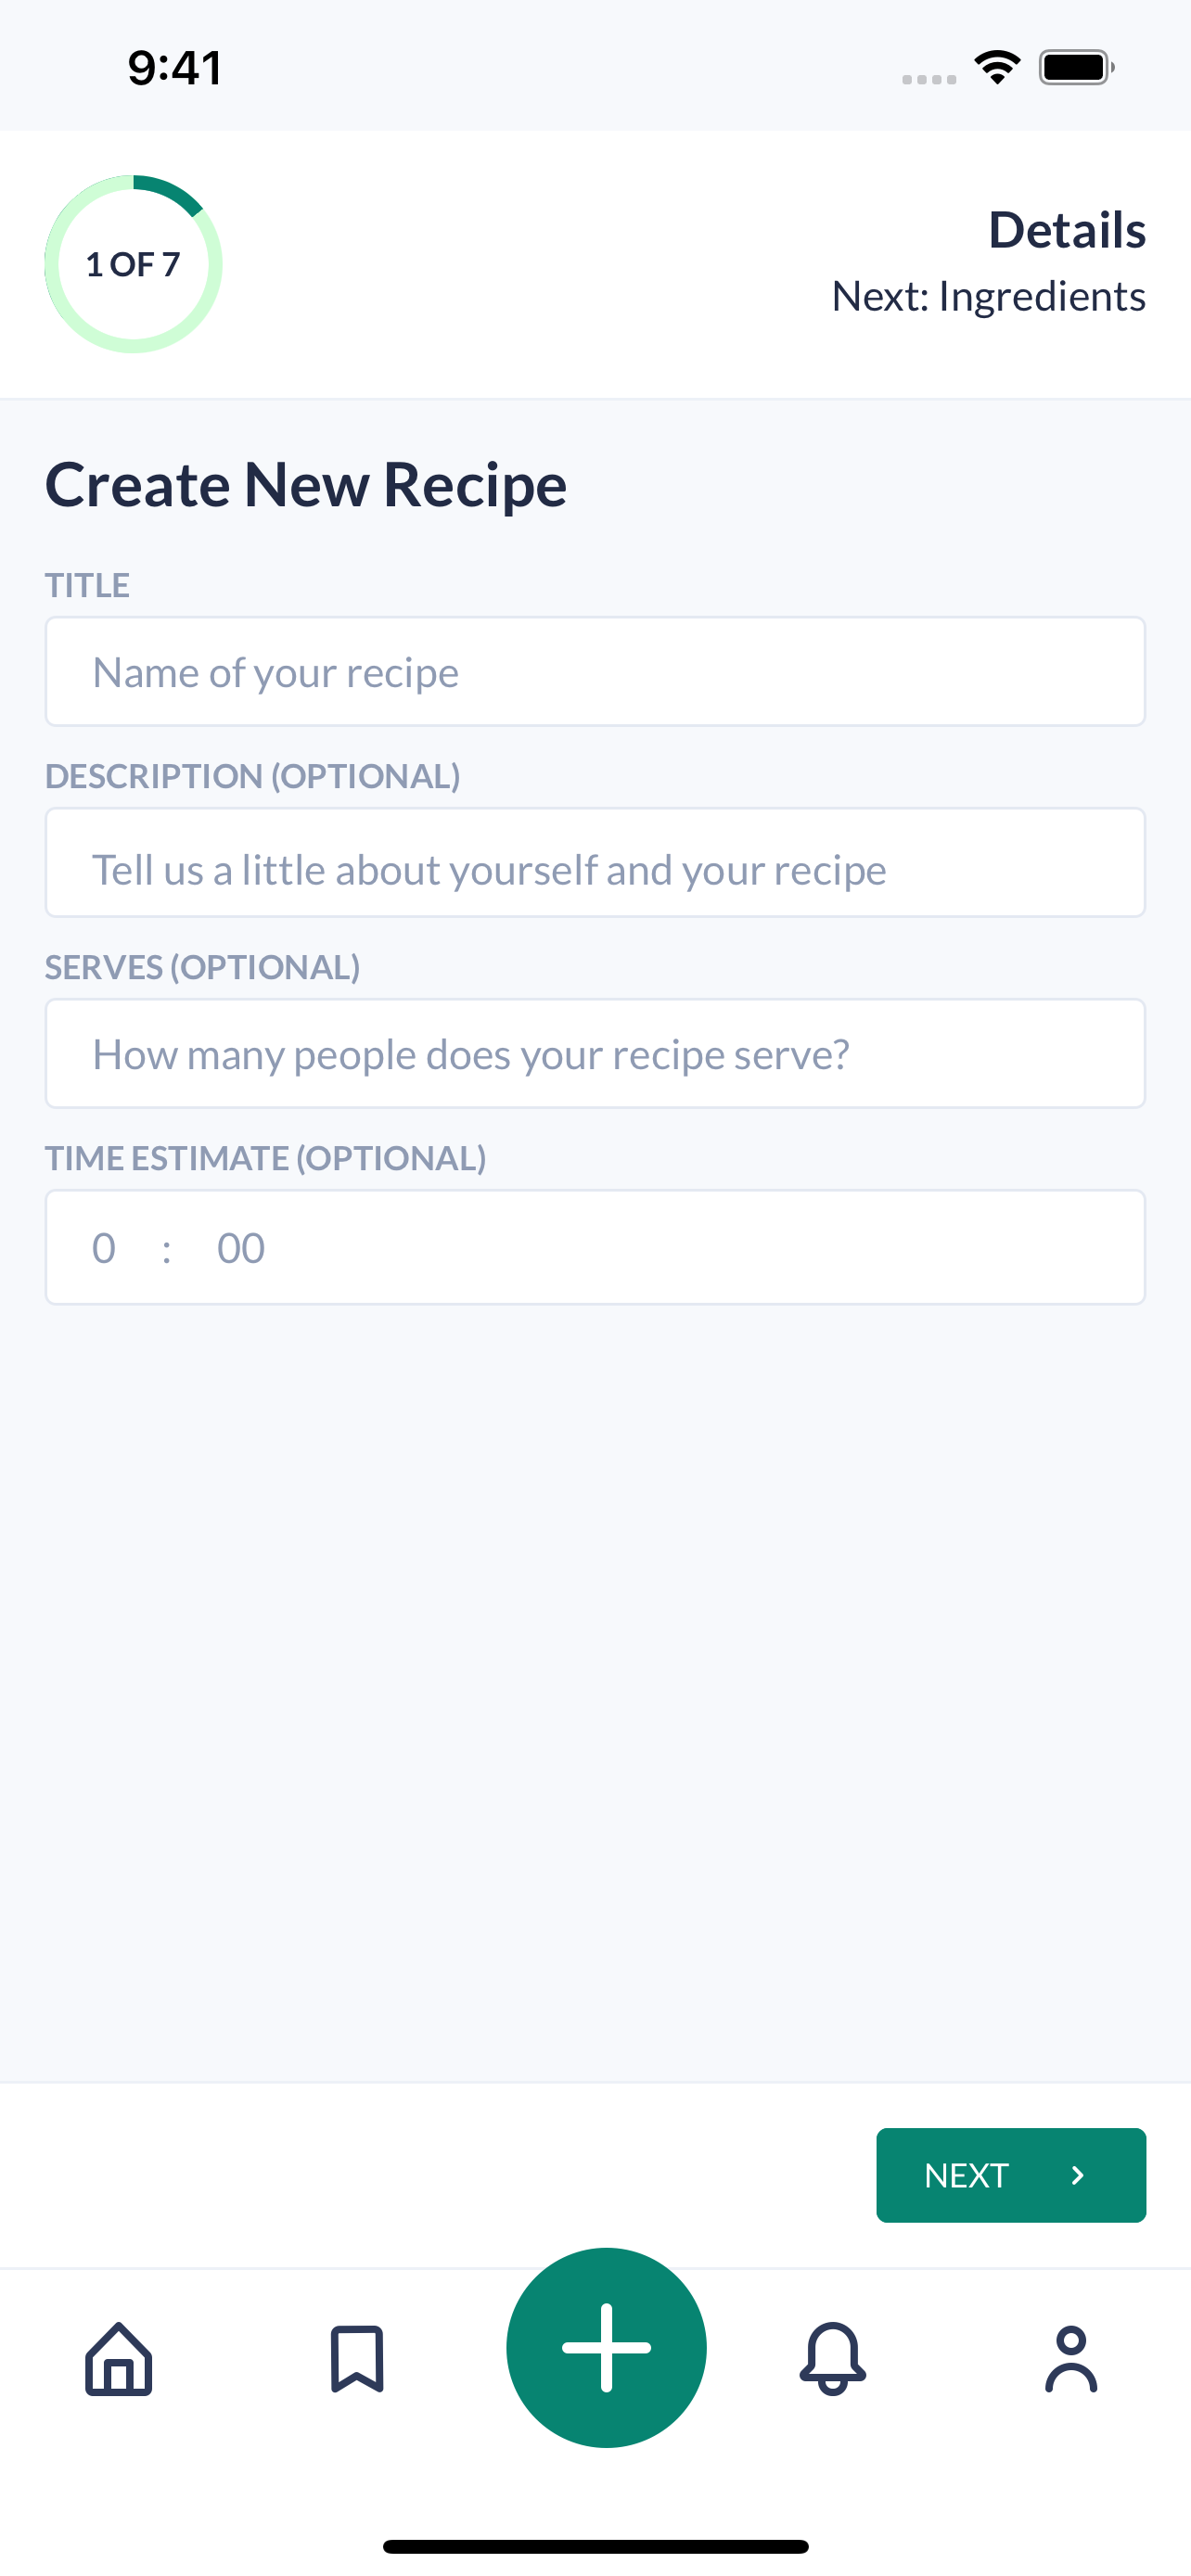 9:41
1 OF 7
Details
Next: Ingredients
Create New Recipe
TITLE
Name of your recipe
DESCRIPTION (OPTIONAL)
Tell us a little about yourself and your recipe
SERVES (OPTIONAL)
How many people does your recipe serve?
TIME ESTIMATE (OPTIONAL)
0 : 00
NEXT